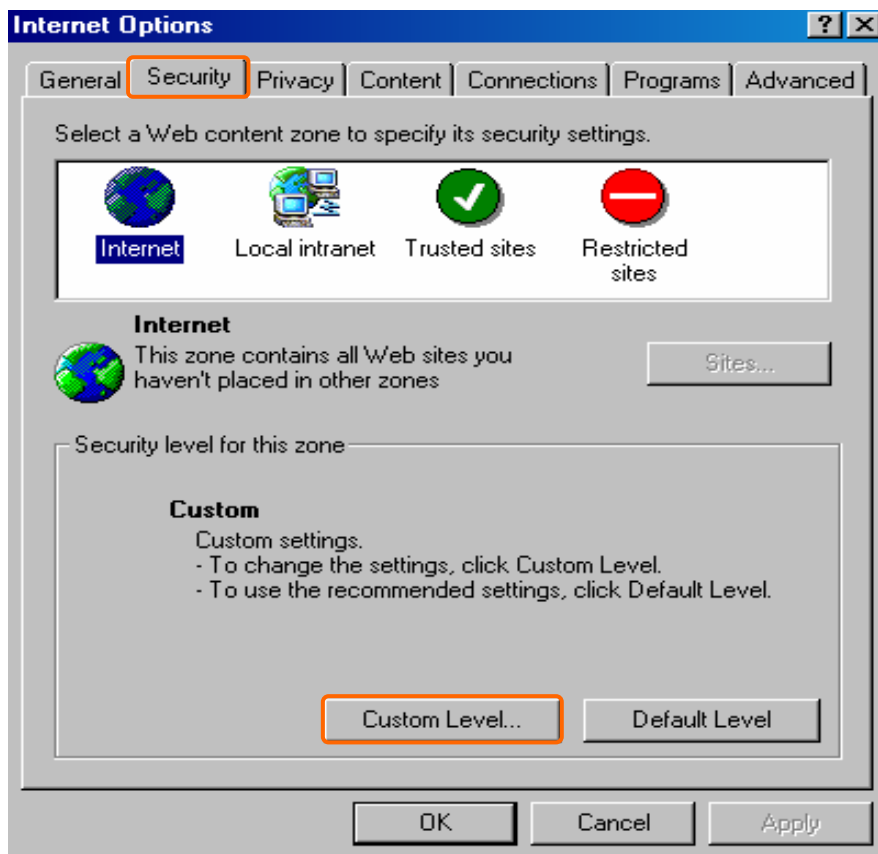 Internet Options
General Security Privacy Content Connections Programs Advanced
Select a Web content zone to specify its security settings.
Internet Local intranet Trusted sites Restricted
sites
Internet
This zone contains all Web sites you
haven't placed in other zones
Sites...
Security level for this zone
Custom
Custom settings.
- To change the settings, click Custom Level.
- To use the recommended settings, click Default Level.
Custom Level... Default Level
OK Cancel Apply